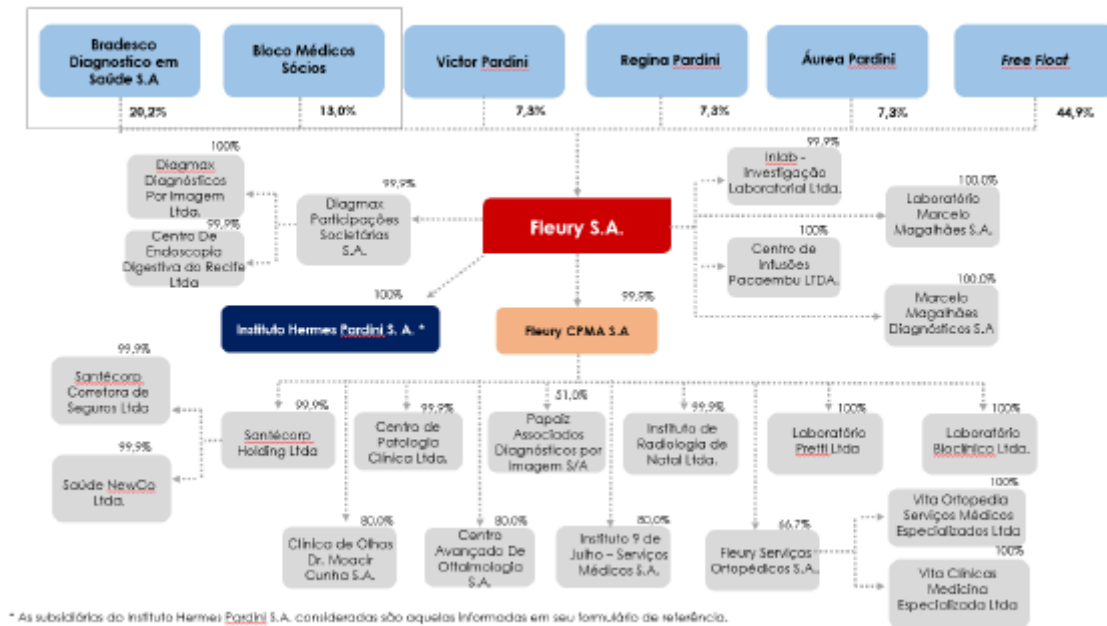 Bradesco
Diagnostico em
Saúde S.A
Bloco Médicos
Sócios
Victor Pardini
Regina Pardini
Áurea Pardini
Free Float
20,2%
13,0%
7,3%
7,3%
7,3%
44,9%
100%
Diagmax
Diagnósticos
Por Imagem
Ltda.
99,9%
Centro De
Endoscopia
Digestiva do Recife
Ltda
99,9%
Diagmax
Participações
Societárias
S.A.
Fleury S.A.
99,9%
Inlab -
Investigação
Laboratorial Ltda.
100,0%
Laboratório
Marcelo
Magalhães S.A.
100%
Centro de
Infusões
Pacaembu LTDA.
100,0%
Marcelo
Magalhães
Diagnósticos S.A
100%
Instituto Hermes Pardini S. A. *
99,9%
Fleury CPMA S.A
99,9%
Santécorp
Corretora de
Seguros Ltda
99,9%
Saúde NewCo
Ltda.
99,9%
Santécorp
Holding Ltda
99,9%
Centro de
Patologia
Clínica Ltda.
51,0%
Papaiz
Associados
Diagnósticos por
Imagem S/A
99,9%
Instituto de
Radiologia de
Natal Ltda.
100%
Laboratório
Pretti Ltda
100%
Laboratório
Bioclínico Ltda.
80,0%
Clínica de Olhos
Dr. Moacir
Cunha S.A.
80,0%
Centro
Avançado De
Oftalmologia
S.A.
80,0%
Instituto 9 de
Julho – Serviços
Médicos S.A.
66,7%
Fleury Serviços
Ortopédicos S.A.
100%
Vita Ortopedia
Serviços Médicos
Especializados Ltda
100%
Vita Clínicas
Medicina
Especializada Ltda
* As subsidiárias do Instituto Hermes Pardini S.A. consideradas são aquelas informadas em seu formulário de referência.